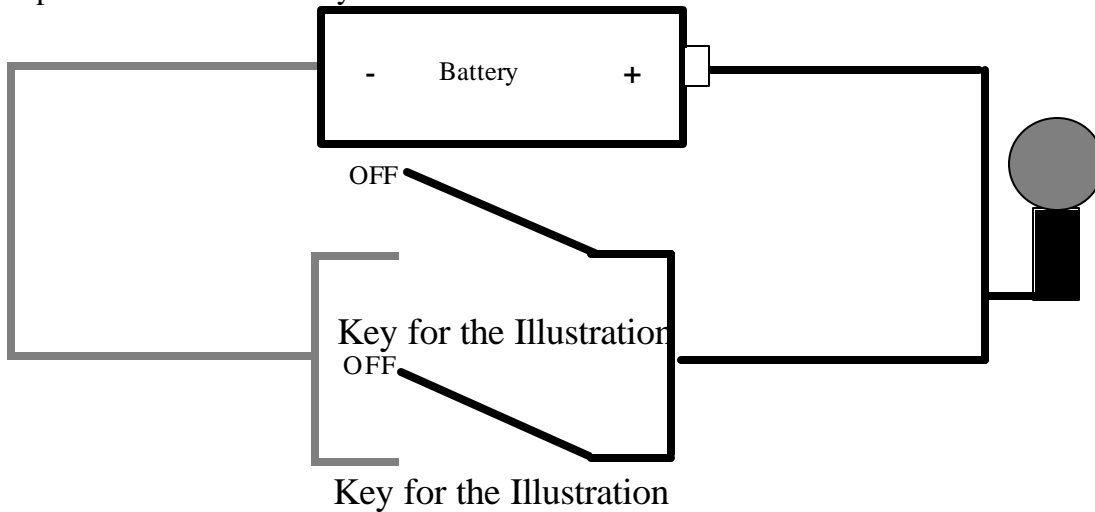 - Battery +
OFF
Key for the Illustration
OFF
Key for the Illustration